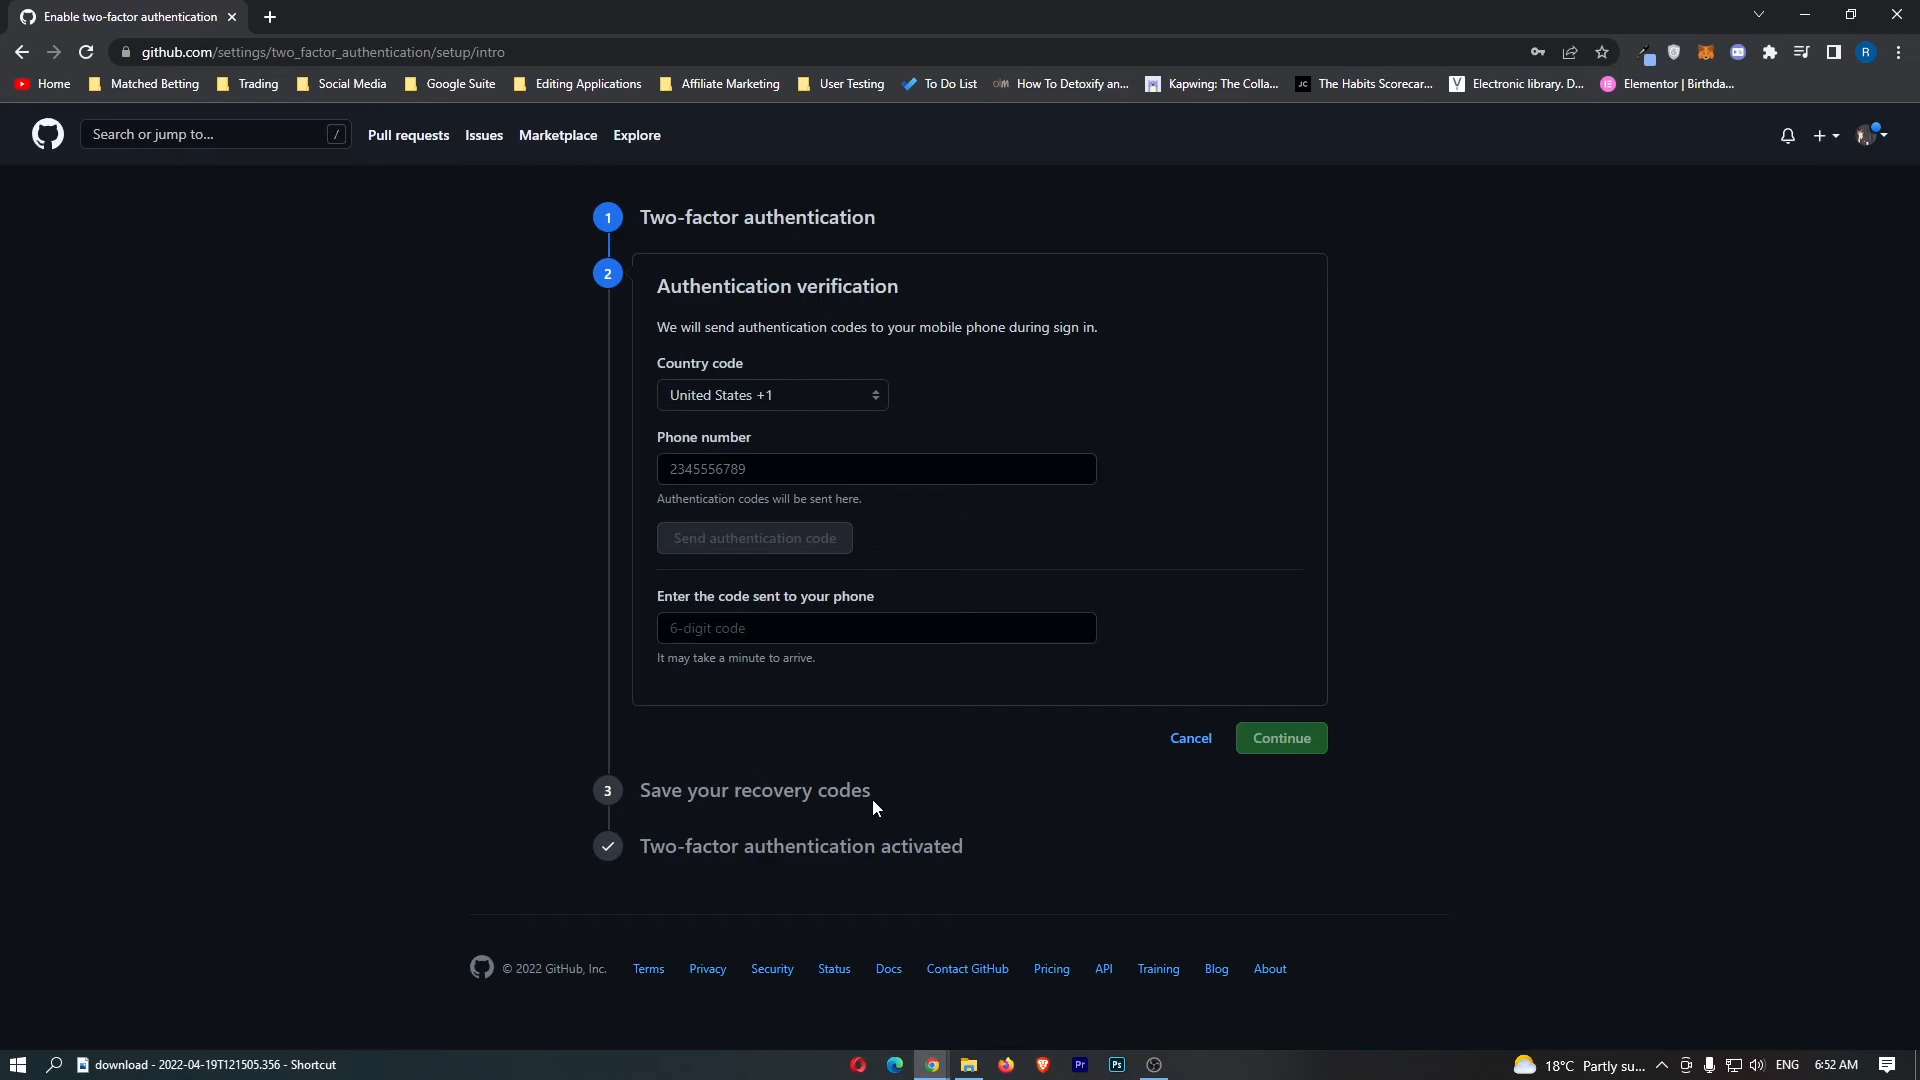 Enable two-factor authentication
github.com/settings/two_factor_authentication/setup/intro
R
Home Matched Betting Trading Social Media Google Suite Editing Applications Affiliate Marketing User Testing To Do List How To Detoxify an... Kapwing: The Colla... JC The Habits Scorecar... Electronic library. D... Elementor | Birthda...
Search or jump to... / Pull requests Issues Marketplace Explore
1 Two-factor authentication
2 Authentication verification
We will send authentication codes to your mobile phone during sign in.
Country code
United States +1
Phone number
2345556789
Authentication codes will be sent here.
Send authentication code
Enter the code sent to your phone
6-digit code
It may take a minute to arrive.
Cancel Continue
3 Save your recovery codes
Two-factor authentication activated
© 2022 GitHub, Inc. Terms Privacy Security Status Docs Contact GitHub Pricing API Training Blog About
download - 2022-04-19T121505.356 - Shortcut Pr Ps 18°C Partly su... ENG 6:52 AM